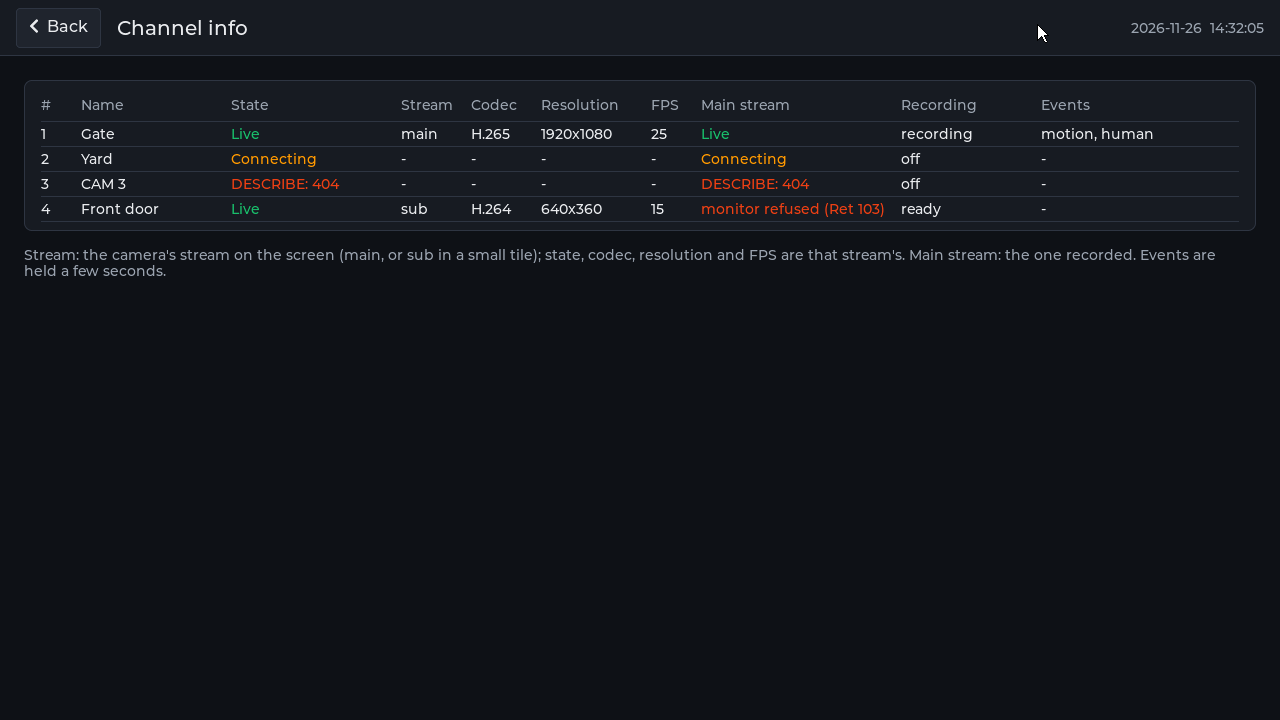 Back Channel info 2026-11-26 14:32:05
# Name State Stream Codec Resolution FPS Main stream Recording Events
1 Gate Live main H.265 1920x1080 25 Live recording motion, human
2 Yard Connecting - - - - Connecting off -
3 CAM 3 DESCRIBE: 404 - - - - DESCRIBE: 404 off -
4 Front door Live sub H.264 640x360 15 monitor refused (Ret 103) ready -
Stream: the camera's stream on the screen (main, or sub in a small tile); state, codec, resolution and FPS are that stream's. Main stream: the one recorded. Events are
held a few seconds.